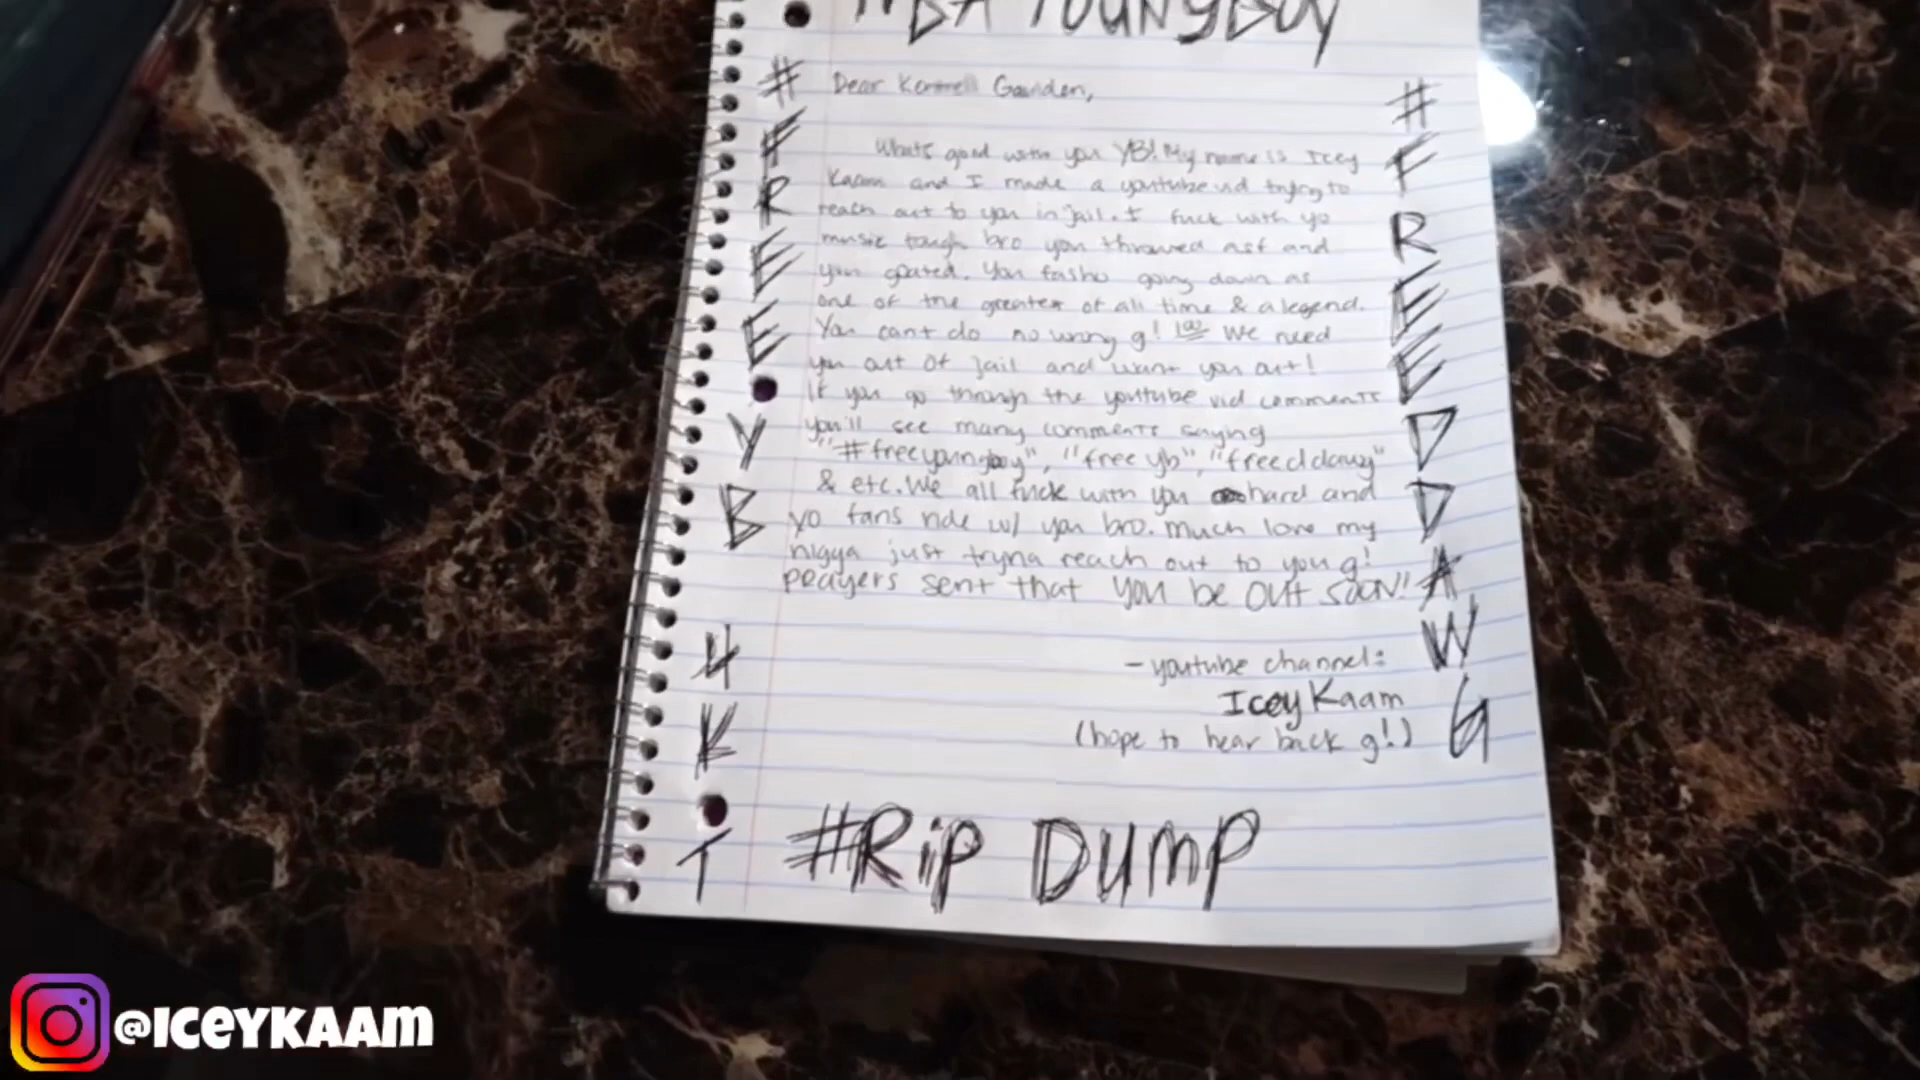 NBA YOUNGBOY
# Dear Kentrell Gaulden, #
Whats good with you YB! My name is Icey
Kaam and I made a youtube vid trying to
reach out to you in jail. I fuck with yo
music tough bro you throwed asf and
you goated. You fasho going down as
one of the greatest of all time & a legend.
You can't do no wrong g! 100 We need
you out of jail and want you out!
If you go through the youtube vid comments
you'll see many comments saying
"#freeyoungboy", "free yb", "freeddawg"
& etc. We all fuck with you hard and
yo fans ride w/ you bro. much love my
nigga just tryna reach out to you g!
Prayers sent that you be out soon!!
- youtube channel:
Icey Kaam
(hope to hear back g!)
#FREE YB
4KT
#FREEDDAWG
#Rip DUMP
@ICEYKAAM